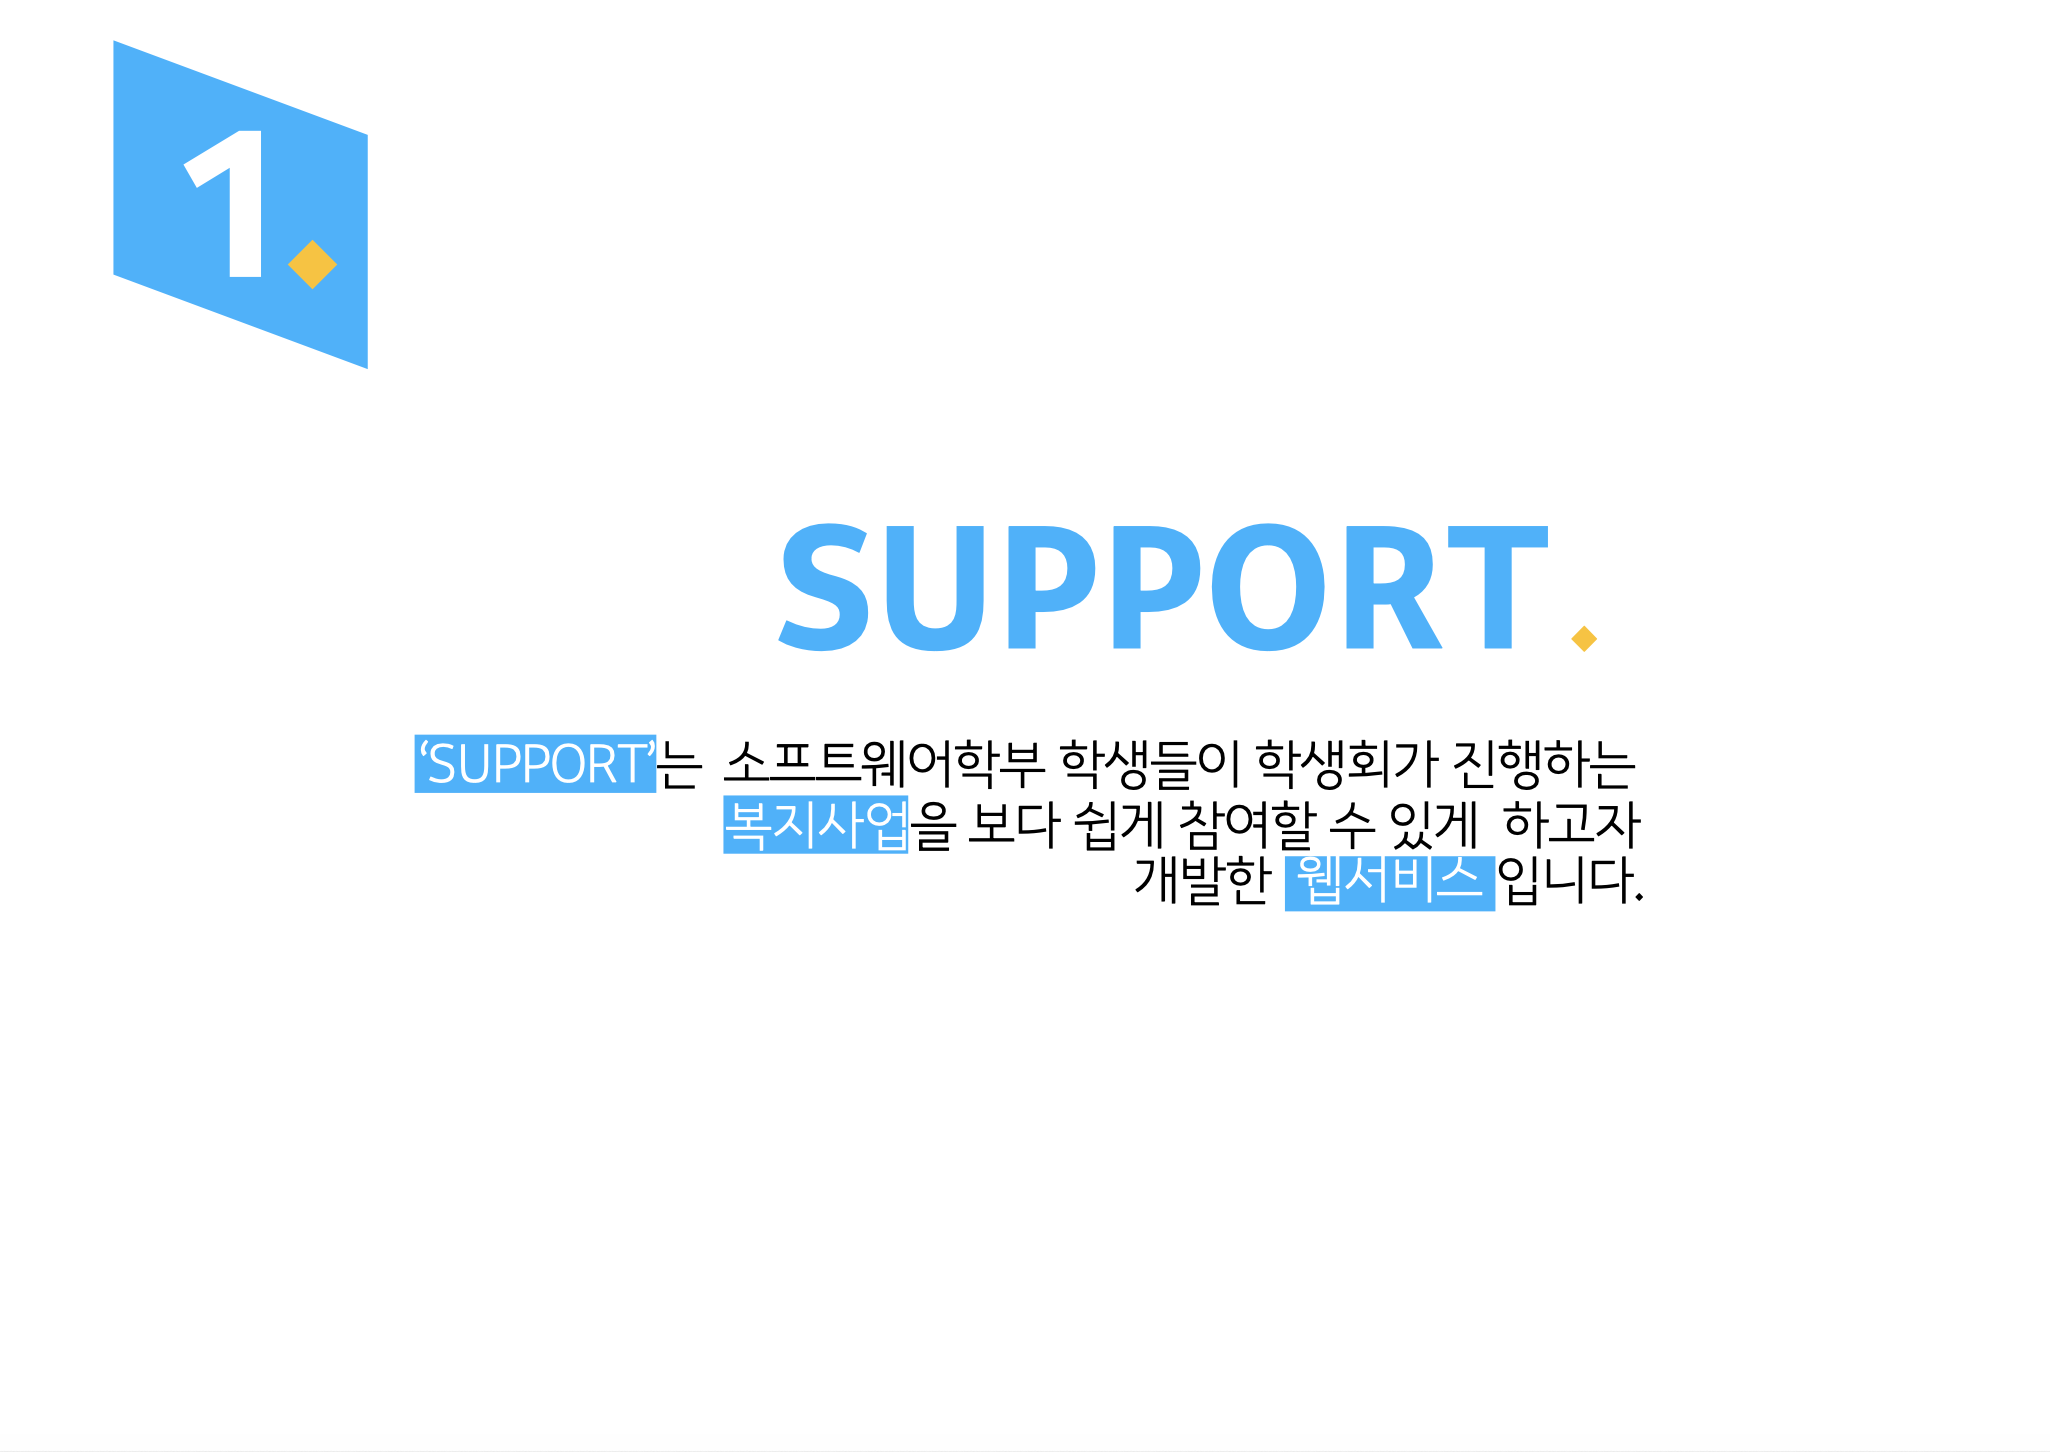 1.
SUPPORT.
‘SUPPORT’는 소프트웨어학부 학생들이 학생회가 진행하는
복지사업을 보다 쉽게 참여할 수 있게 하고자
개발한 웹서비스 입니다.